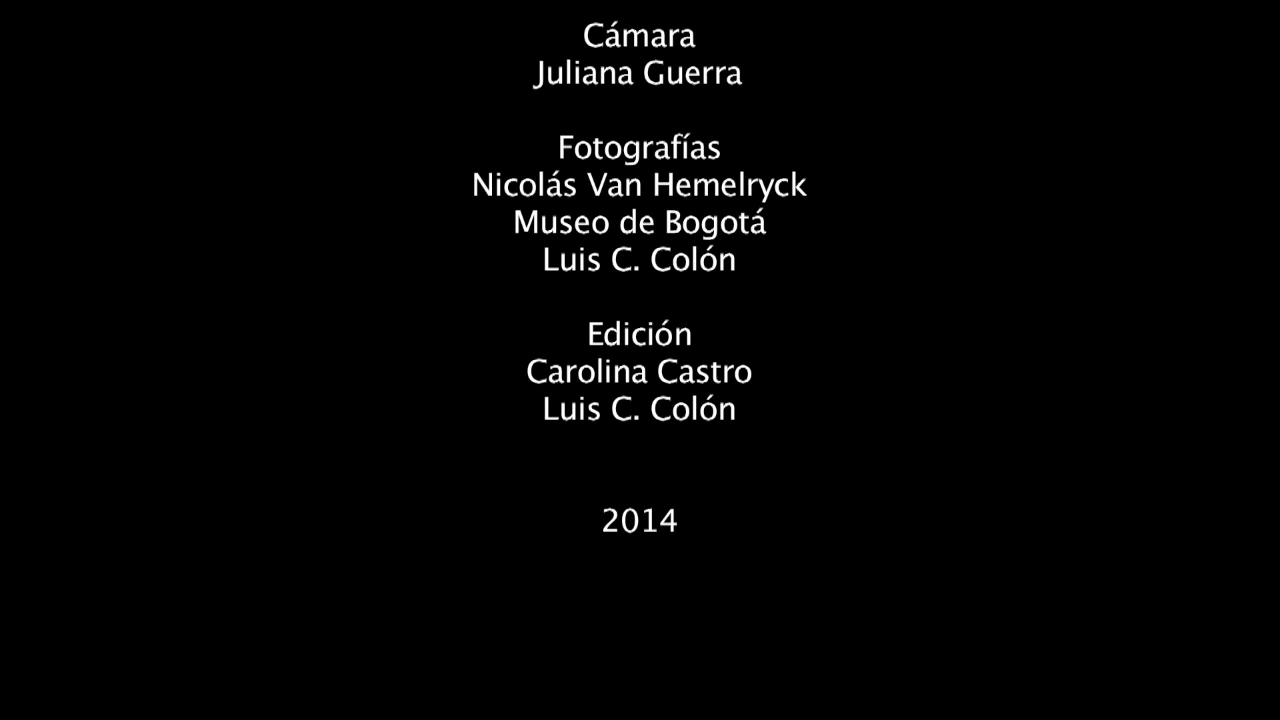 Cámara
Juliana Guerra
Fotografías
Nicolás Van Hemelryck
Museo de Bogotá
Luis C. Colón
Edición
Carolina Castro
Luis C. Colón
2014